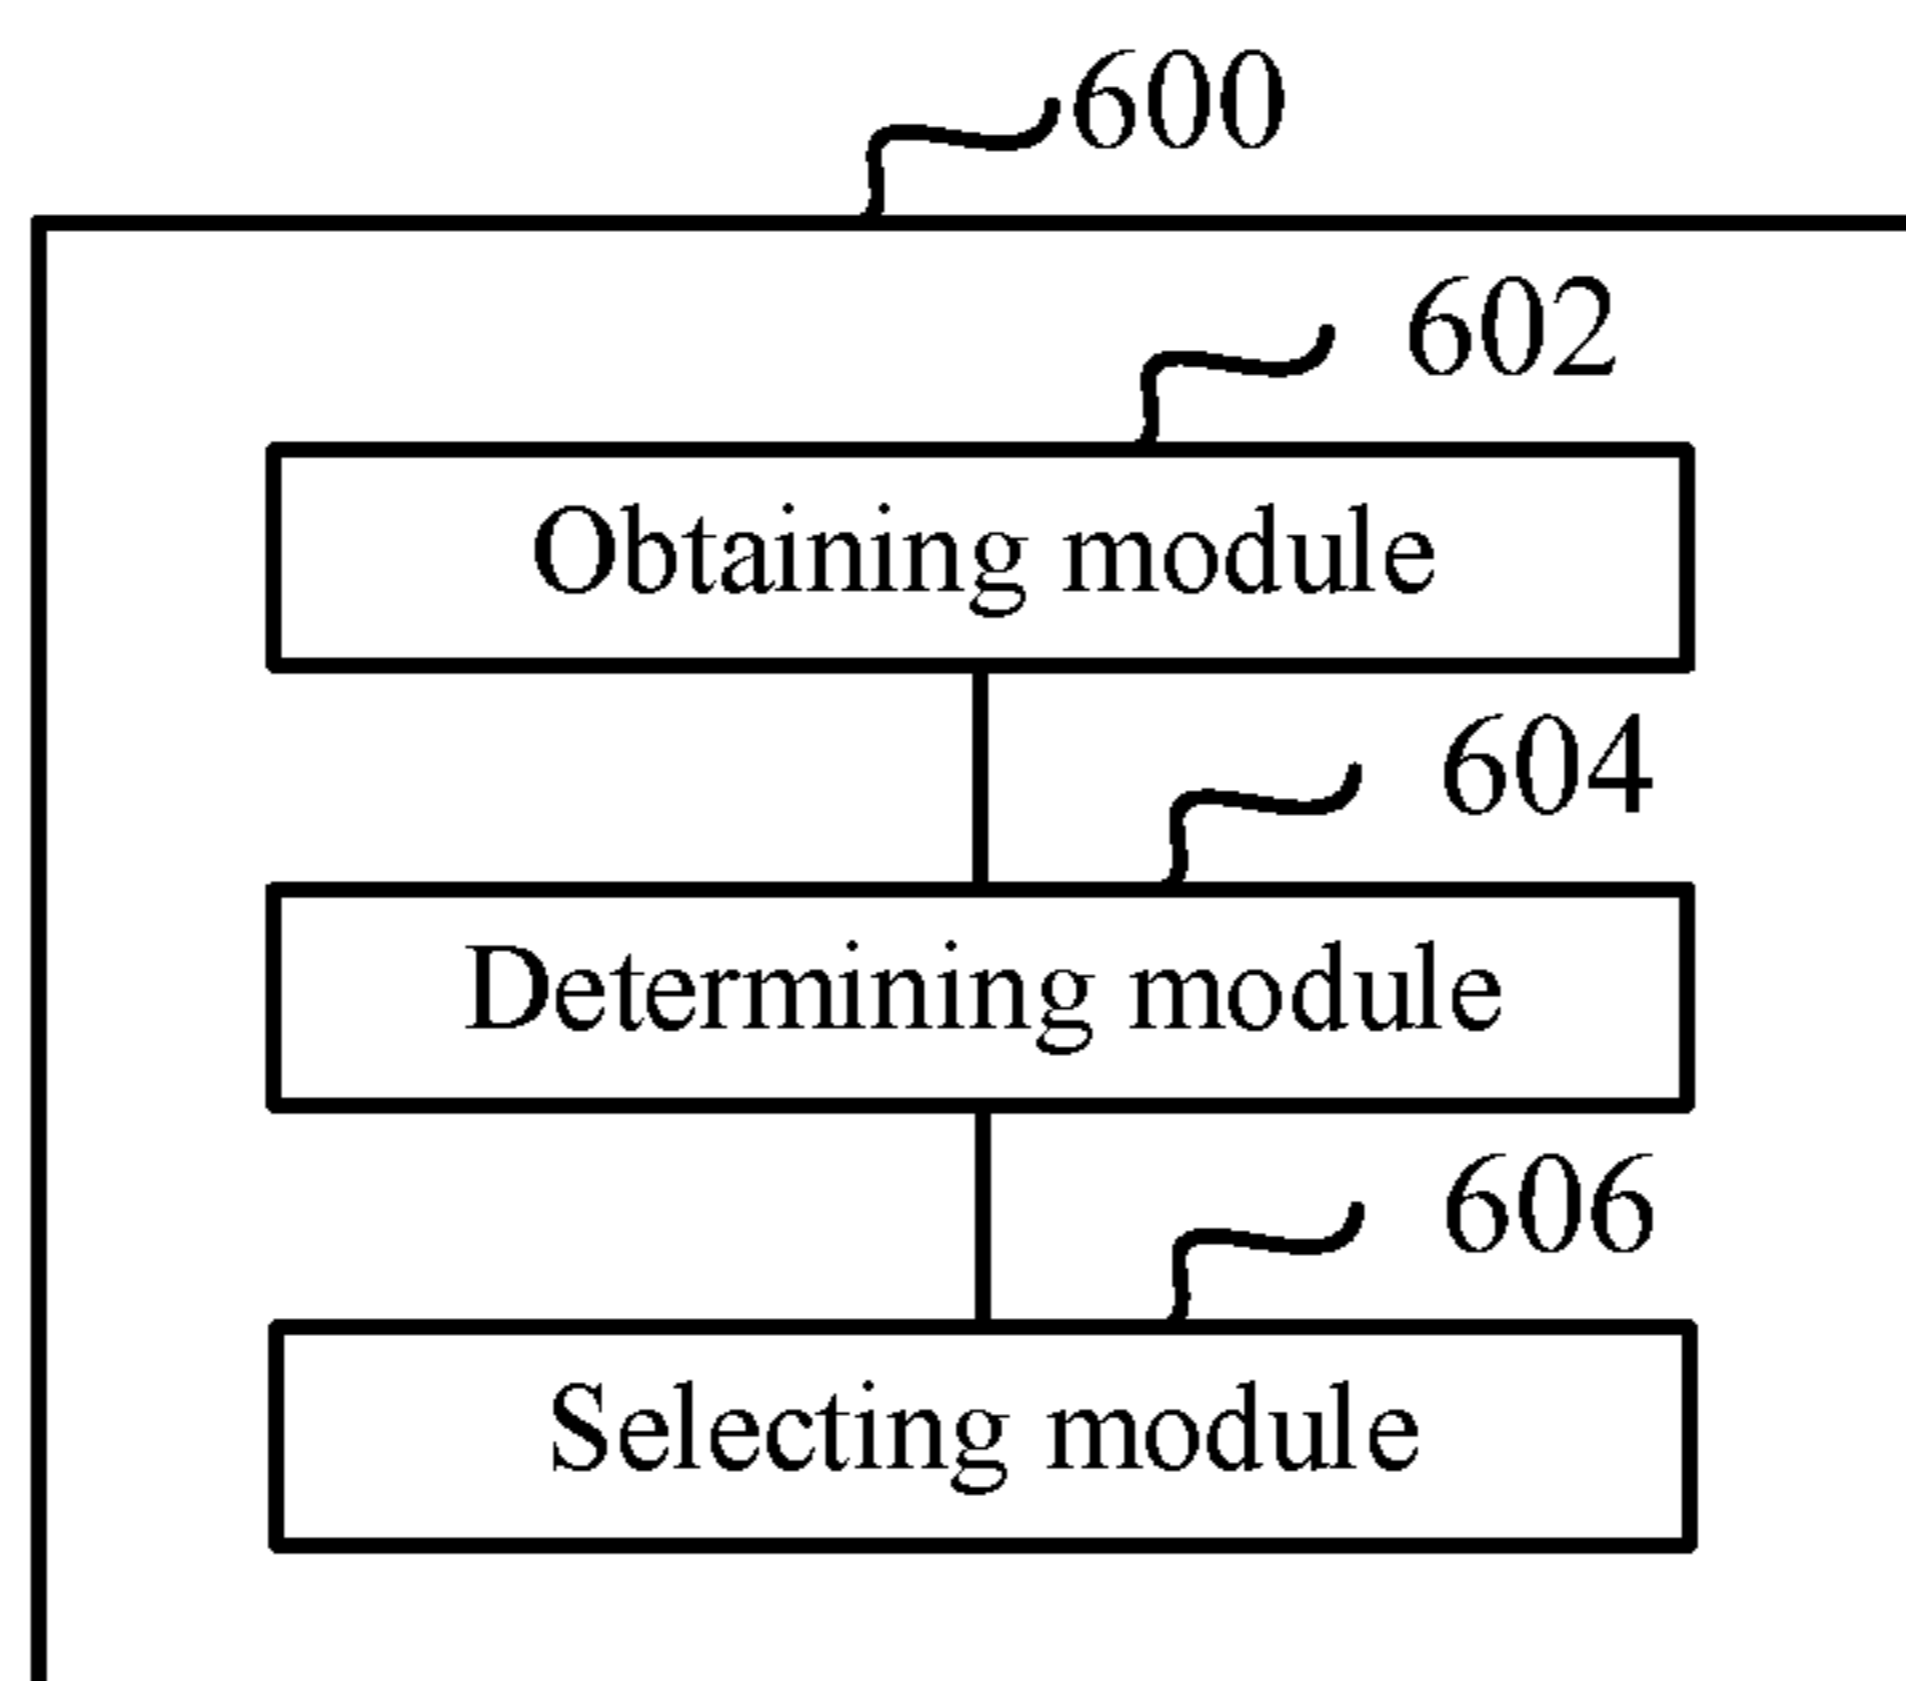 600
602
Obtaining module
604
Determining module
606
Selecting module